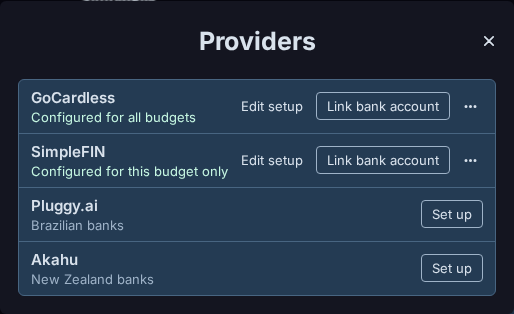 Providers
GoCardless
Configured for all budgets
Edit setup
Link bank account
SimpleFIN
Configured for this budget only
Edit setup
Link bank account
Pluggy.ai
Brazilian banks
Set up
Akahu
New Zealand banks
Set up